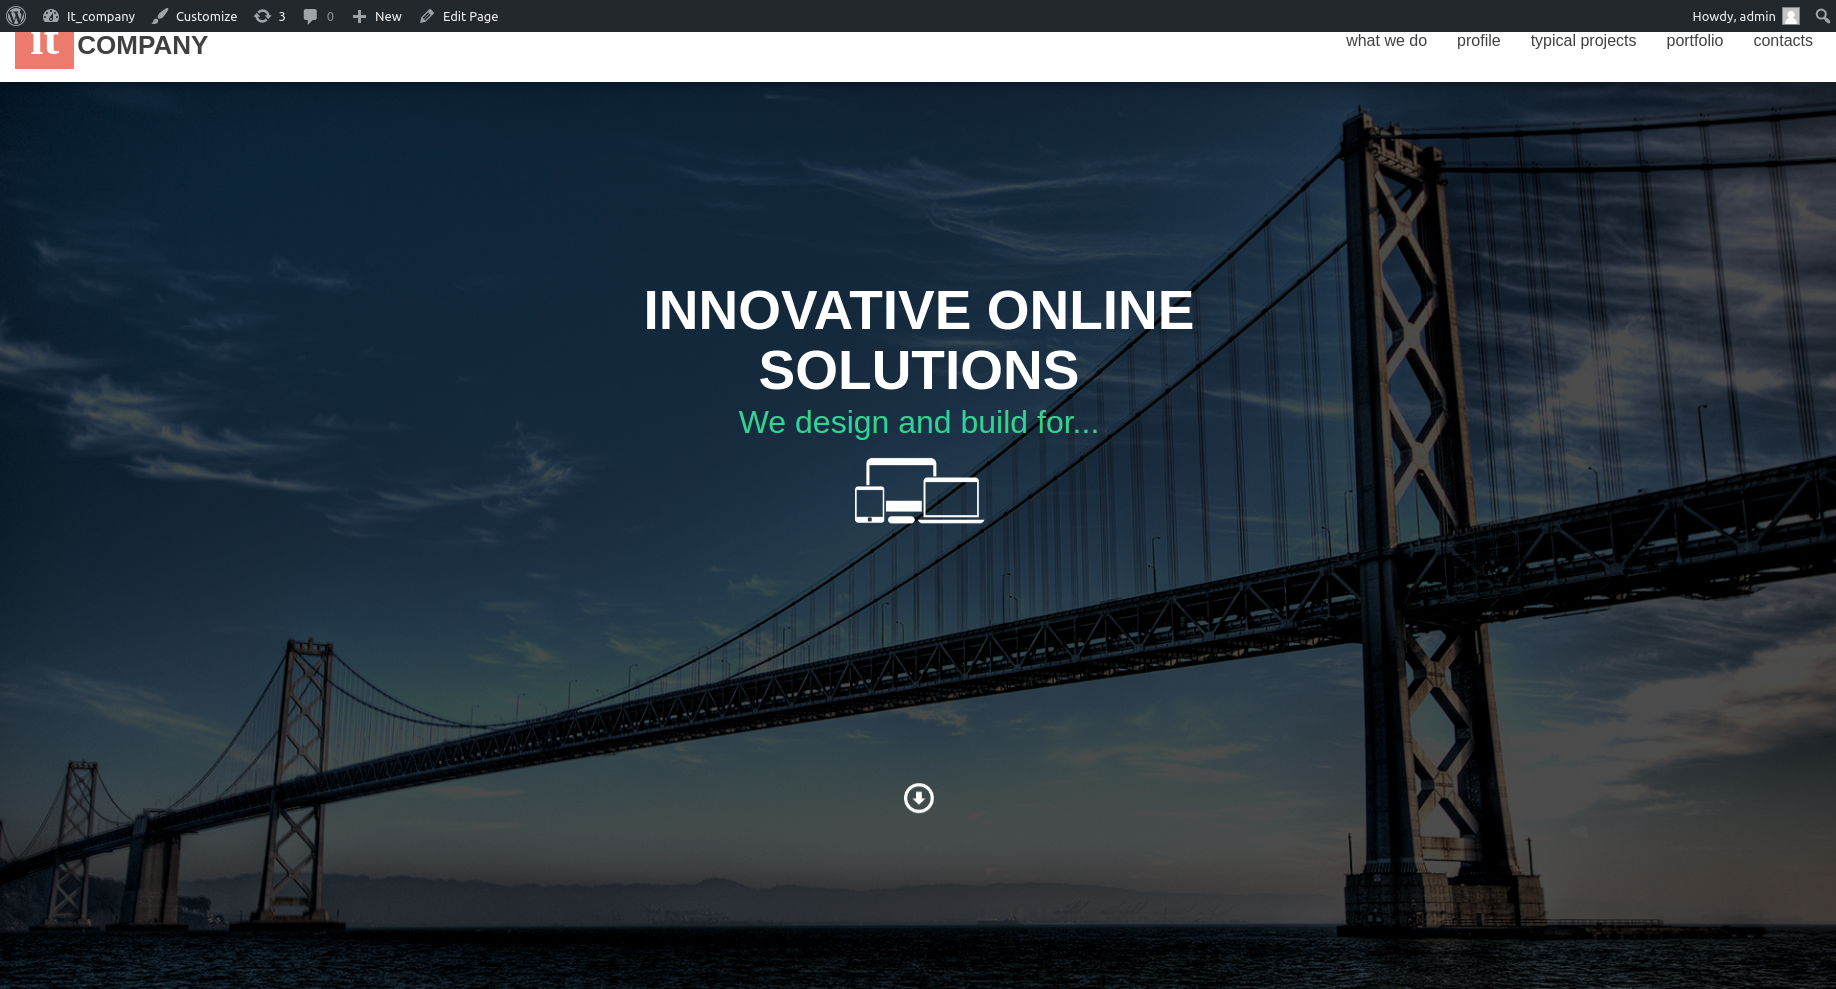 It_company Customize 3 0 New Edit Page Howdy, admin
it COMPANY
what we do profile typical projects portfolio contacts
INNOVATIVE ONLINE
SOLUTIONS
We design and build for...